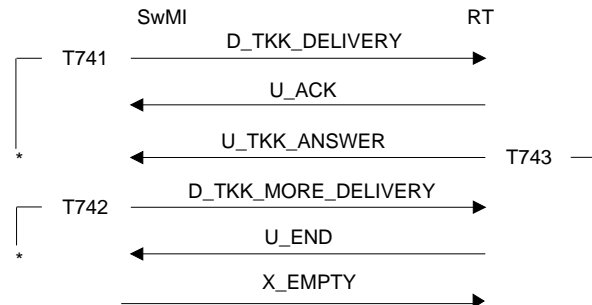 SwMI RT
D_TKK_DELIVERY
T741
U_ACK
U_TKK_ANSWER
* T743
D_TKK_MORE_DELIVERY
T742
U_END
*
X_EMPTY